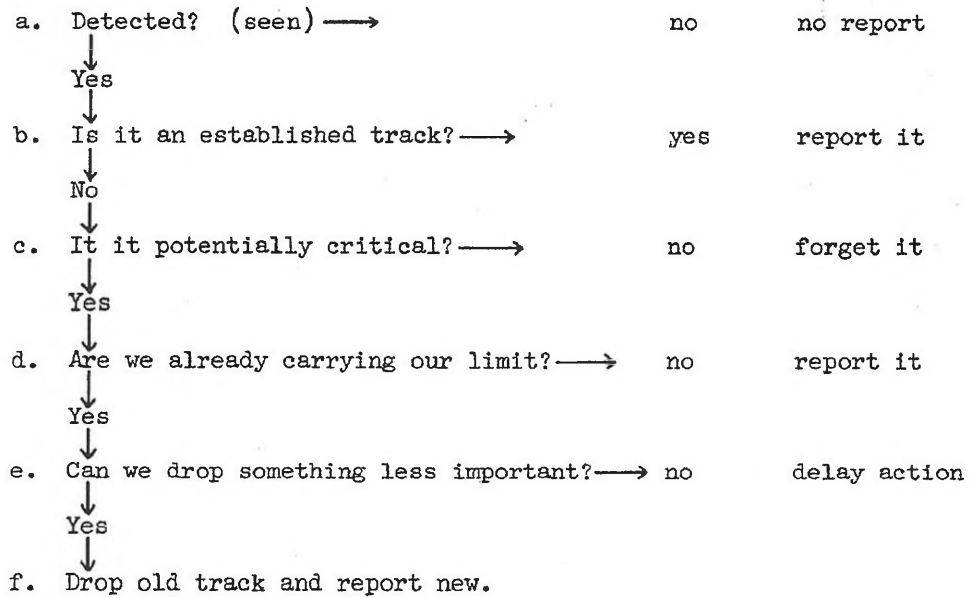 a. Detected? (seen) → no no report
Yes
b. Is it an established track? → yes report it
No
c. It it potentially critical? → no forget it
Yes
d. Are we already carrying our limit? → no report it
Yes
e. Can we drop something less important? → no delay action
Yes
f. Drop old track and report new.